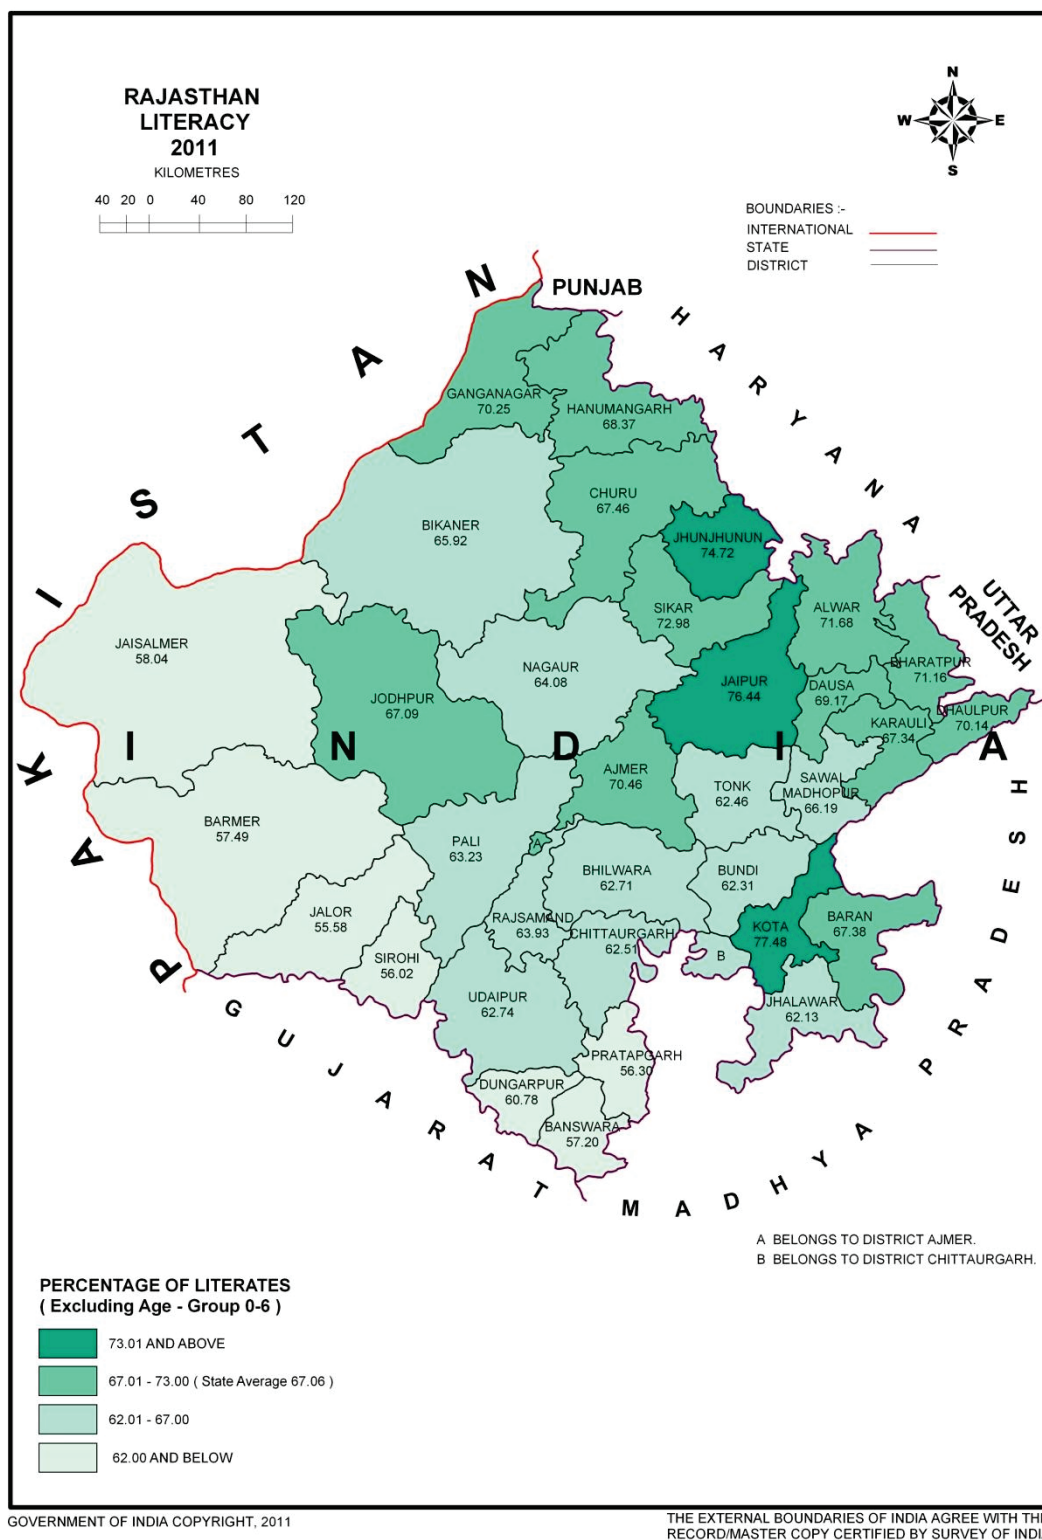 RAJASTHAN
LITERACY
2011
KILOMETRES
40 20 0 40 80 120
N
W E
S
BOUNDARIES :-
INTERNATIONAL
STATE
DISTRICT
PAKISTAN
PUNJAB
HARYANA
UTTAR
PRADESH
MADHYA PRADESH
GUJARAT
INDIA
GANGANAGAR
70.25
HANUMANGARH
68.37
CHURU
67.46
BIKANER
65.92
JHUNJHUNUN
74.72
SIKAR
72.98
ALWAR
71.68
JAISALMER
58.04
NAGAUR
64.08
JODHPUR
67.09
JAIPUR
76.44
BHARATPUR
71.16
DAUSA
69.17
DHAULPUR
70.14
KARAULI
67.34
AJMER
70.46
TONK
62.46
SAWAI
MADHOPUR
66.19
BARMER
57.49
PALI
63.23
A
BHILWARA
62.71
BUNDI
62.31
JALOR
55.58
RAJSAMAND
63.93
CHITTAURGARH
62.51
KOTA
77.48
BARAN
67.38
B
SIROHI
56.02
UDAIPUR
62.74
JHALAWAR
62.13
PRATAPGARH
56.30
DUNGARPUR
60.78
BANSWARA
57.20
A BELONGS TO DISTRICT AJMER.
B BELONGS TO DISTRICT CHITTAURGARH.
PERCENTAGE OF LITERATES
( Excluding Age - Group 0-6 )
73.01 AND ABOVE
67.01 - 73.00 ( State Average 67.06 )
62.01 - 67.00
62.00 AND BELOW
GOVERNMENT OF INDIA COPYRIGHT, 2011
THE EXTERNAL BOUNDARIES OF INDIA AGREE WITH THE
RECORD/MASTER COPY CERTIFIED BY SURVEY OF INDI